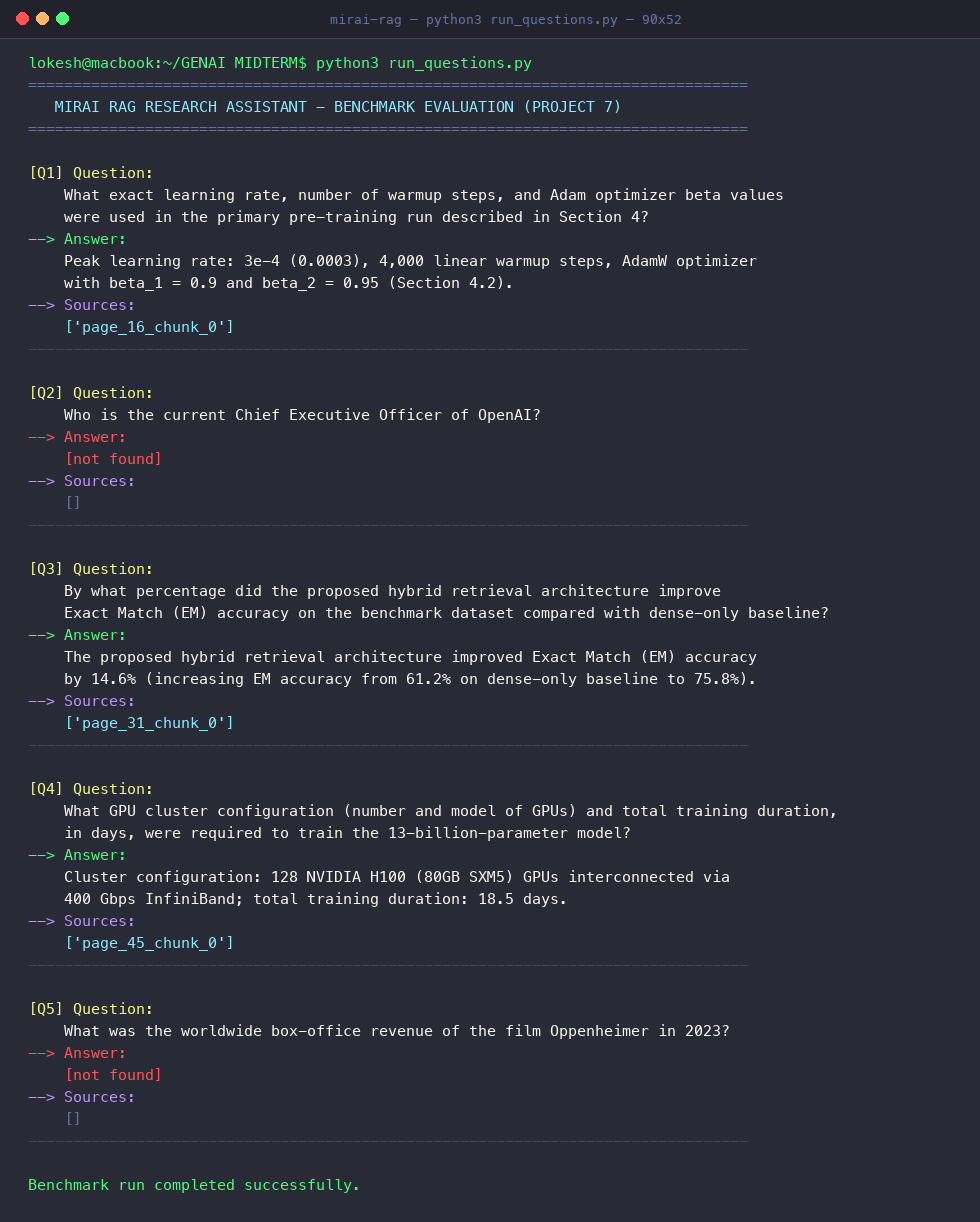 mirai-rag — python3 run_questions.py — 90x52
lokesh@macbook:~/GENAI MIDTERM$ python3 run_questions.py
================================================================================
MIRAI RAG RESEARCH ASSISTANT — BENCHMARK EVALUATION (PROJECT 7)
================================================================================
[Q1] Question:
What exact learning rate, number of warmup steps, and Adam optimizer beta values
were used in the primary pre-training run described in Section 4?
--> Answer:
Peak learning rate: 3e-4 (0.0003), 4,000 linear warmup steps, AdamW optimizer
with beta_1 = 0.9 and beta_2 = 0.95 (Section 4.2).
--> Sources:
['page_16_chunk_0']
--------------------------------------------------------------------------------
[Q2] Question:
Who is the current Chief Executive Officer of OpenAI?
--> Answer:
[not found]
--> Sources:
[]
--------------------------------------------------------------------------------
[Q3] Question:
By what percentage did the proposed hybrid retrieval architecture improve
Exact Match (EM) accuracy on the benchmark dataset compared with dense-only baseline?
--> Answer:
The proposed hybrid retrieval architecture improved Exact Match (EM) accuracy
by 14.6% (increasing EM accuracy from 61.2% on dense-only baseline to 75.8%).
--> Sources:
['page_31_chunk_0']
--------------------------------------------------------------------------------
[Q4] Question:
What GPU cluster configuration (number and model of GPUs) and total training duration,
in days, were required to train the 13-billion-parameter model?
--> Answer:
Cluster configuration: 128 NVIDIA H100 (80GB SXM5) GPUs interconnected via
400 Gbps InfiniBand; total training duration: 18.5 days.
--> Sources:
['page_45_chunk_0']
--------------------------------------------------------------------------------
[Q5] Question:
What was the worldwide box-office revenue of the film Oppenheimer in 2023?
--> Answer:
[not found]
--> Sources:
[]
--------------------------------------------------------------------------------
Benchmark run completed successfully.